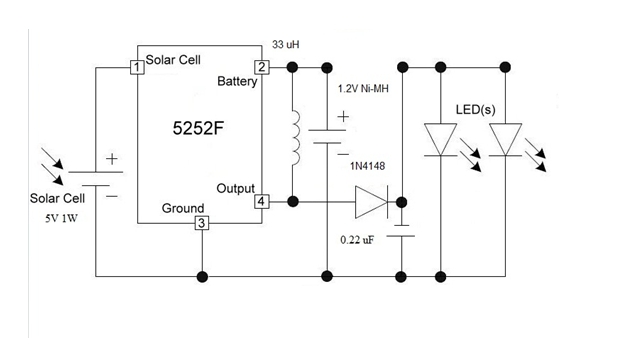 33 uH
1 Solar Cell
2
Battery
1.2V Ni-MH
+
LED(s)
5252F
+
1N4148
Solar Cell
5V 1W
Output
4
Ground
3
0.22 uF